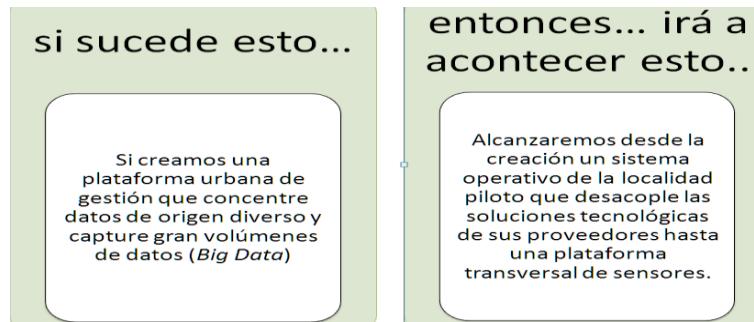 si sucede esto...
Si creamos una
plataforma urbana de
gestión que concentre
datos de origen diverso y
capture gran volúmenes
de datos (Big Data)
entonces... irá a
acontecer esto..
Alcanzaremos desde la
creación un sistema
operativo de la localidad
piloto que desacople las
soluciones tecnológicas
de sus proveedores hasta
una plataforma
transversal de sensores.